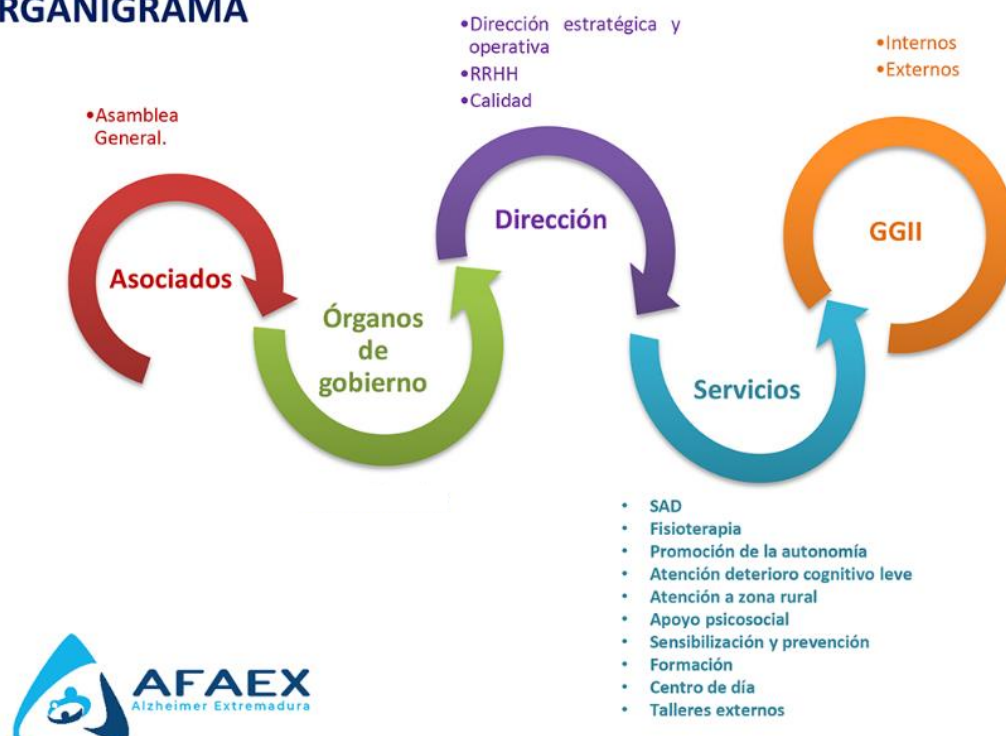 RGANIGRAMA
•Asamblea
General.
Asociados
Órganos
de
gobierno
•Dirección estratégica y
operativa
•RRHH
•Calidad
Dirección
Servicios
• SAD
• Fisioterapia
• Promoción de la autonomía
• Atención deterioro cognitivo leve
• Atención a zona rural
• Apoyo psicosocial
• Sensibilización y prevención
• Formación
• Centro de día
• Talleres externos
•Internos
•Externos
GGII
AFAEX
Alzheimer Extremadura